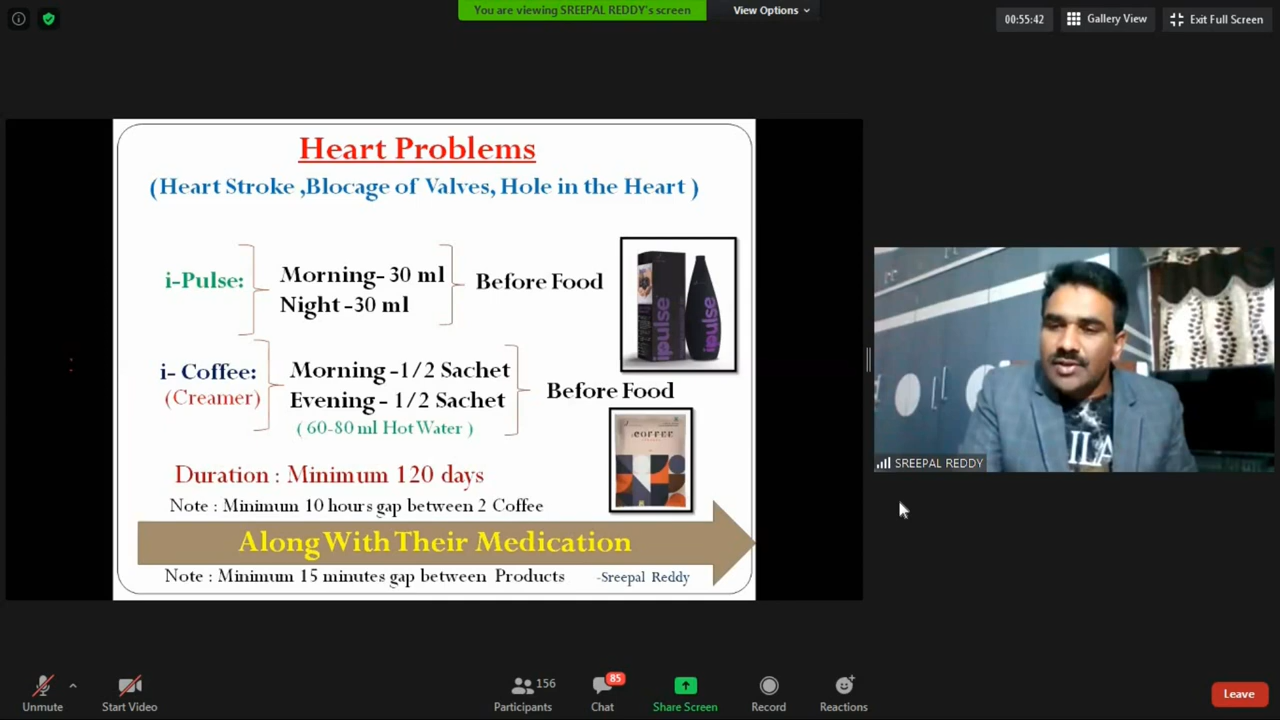 You are viewing SREEPAL REDDY's screen
View Options
00:55:42
Gallery View
Exit Full Screen
Heart Problems
(Heart Stroke ,Blocage of Valves, Hole in the Heart )
i-Pulse:
Morning- 30 ml
Night -30 ml
Before Food
ipulse
ipulse
i- Coffee:
(Creamer)
Morning -1/2 Sachet
Evening - 1/2 Sachet
( 60-80 ml Hot Water )
Before Food
COFFEE
Duration : Minimum 120 days
Note : Minimum 10 hours gap between 2 Coffee
Along With Their Medication
Note : Minimum 15 minutes gap between Products
-Sreepal Reddy
SREEPAL REDDY
Unmute
Start Video
156
Participants
85
Chat
Share Screen
Record
Reactions
Leave